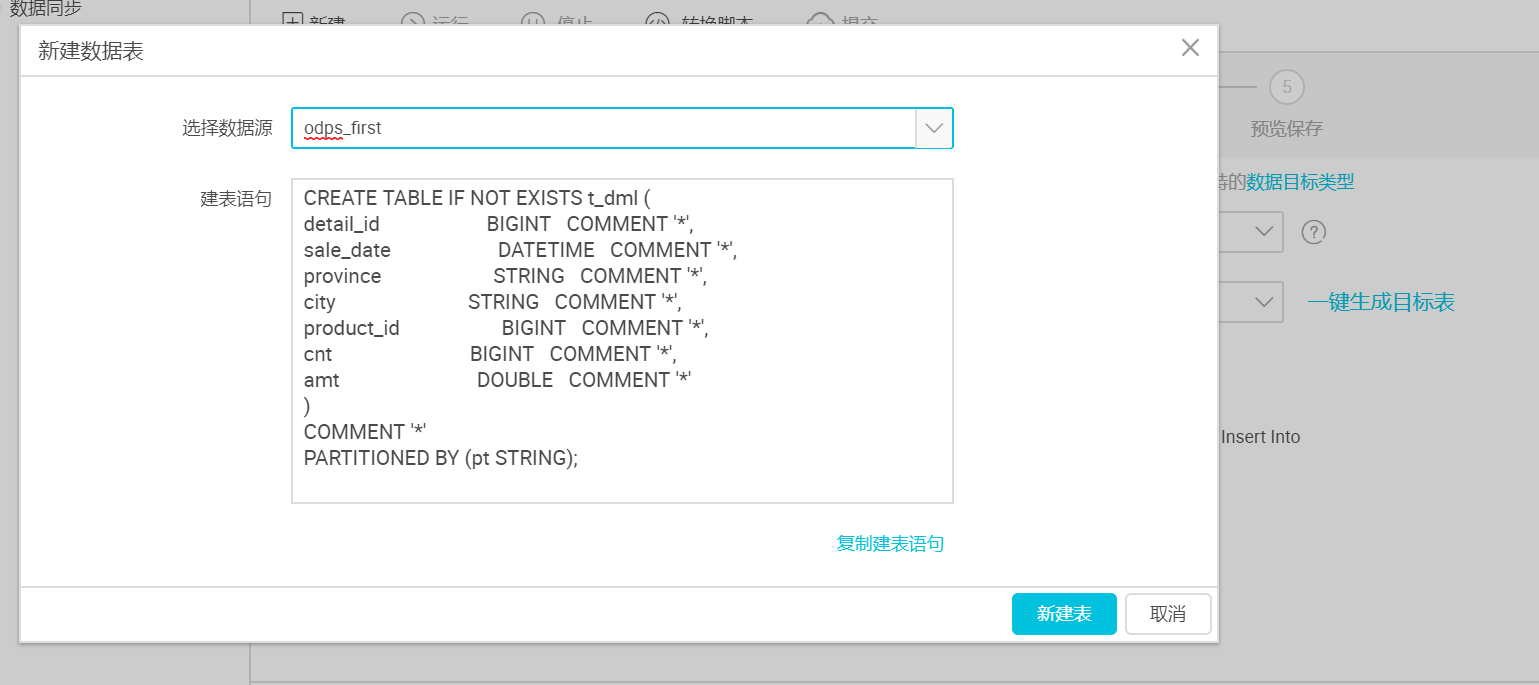 数据同步
新建 运行 停止 转换脚本 提交
新建数据表
5
预览保存
选择数据源 odps_first
持的数据目标类型
建表语句
CREATE TABLE IF NOT EXISTS t_dml (
detail_id BIGINT COMMENT '*',
sale_date DATETIME COMMENT '*',
province STRING COMMENT '*',
city STRING COMMENT '*',
product_id BIGINT COMMENT '*',
cnt BIGINT COMMENT '*',
amt DOUBLE COMMENT '*'
)
COMMENT '*'
PARTITIONED BY (pt STRING);
?
一键生成目标表
Insert Into
复制建表语句
新建表 取消